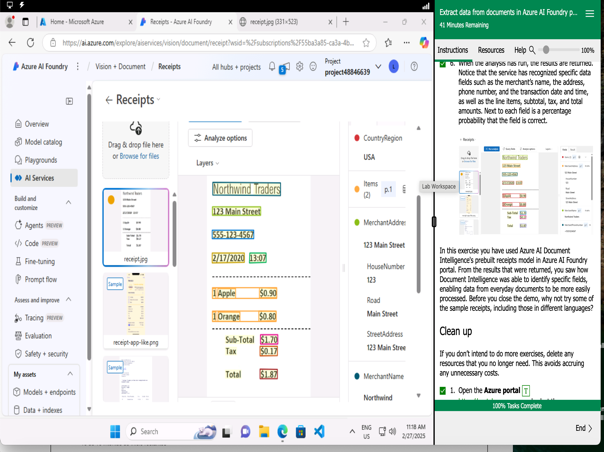 Home - Microsoft Azure
Receipts - Azure AI Foundry
receipt.jpg (331×523)
https://ai.azure.com/explore/aiservices/vision/document/receipt?wsid=%2Fsubscriptions%2F55ba3a85-ca3a-4b...
Azure AI Foundry
Vision + Document
Receipts
All hubs + projects
5
Project
project48846639
L
Overview
Model catalog
Playgrounds
AI Services
Build and
customize
Agents PREVIEW
Code PREVIEW
Fine-tuning
Prompt flow
Assess and improve
Tracing PREVIEW
Evaluation
Safety + security
My assets
Models + endpoints
Data + indexes
Receipts
Drag & drop file here
or Browse for files
receipt.jpg
Sample
receipt-app-like.png
Sample
Analyze options
Layers
Northwind Traders
123 Main Street
555-123-4567
2/17/2020 13:07
1 Apple $0.90
1 Orange $0.80
Sub-Total $1.70
Tax $0.17
Total $1.87
CountryRegion
USA
Items
(2)
p.1
MerchantAddre
123 Main Street
HouseNumber
123
Road
Main Street
StreetAddress
123 Main Stree
MerchantName
Northwind
Search
ENG
US
11:18 AM
2/27/2025
Extract data from documents in Azure AI Foundry p...
41 Minutes Remaining
Instructions Resources Help 100%
6. When the analysis has run, the results are returned.
Notice that the service has recognized specific data
fields such as the merchant's name, the address,
phone number, and the transaction date and time,
as well as the line items, subtotal, tax, and total
amounts. Next to each field is a percentage
probability that the field is correct.
Lab Workspace
In this exercise you have used Azure AI Document
Intelligence's prebuilt receipts model in Azure AI Foundry
portal. From the results that were returned, you saw how
Document Intelligence was able to identify specific fields,
enabling data from everyday documents to be more easily
processed. Before you close the demo, why not try some of
the sample receipts, including those in different languages?
Clean up
If you don't intend to do more exercises, delete any
resources that you no longer need. This avoids accruing
any unnecessary costs.
1. Open the Azure portal T
100% Tasks Complete
End